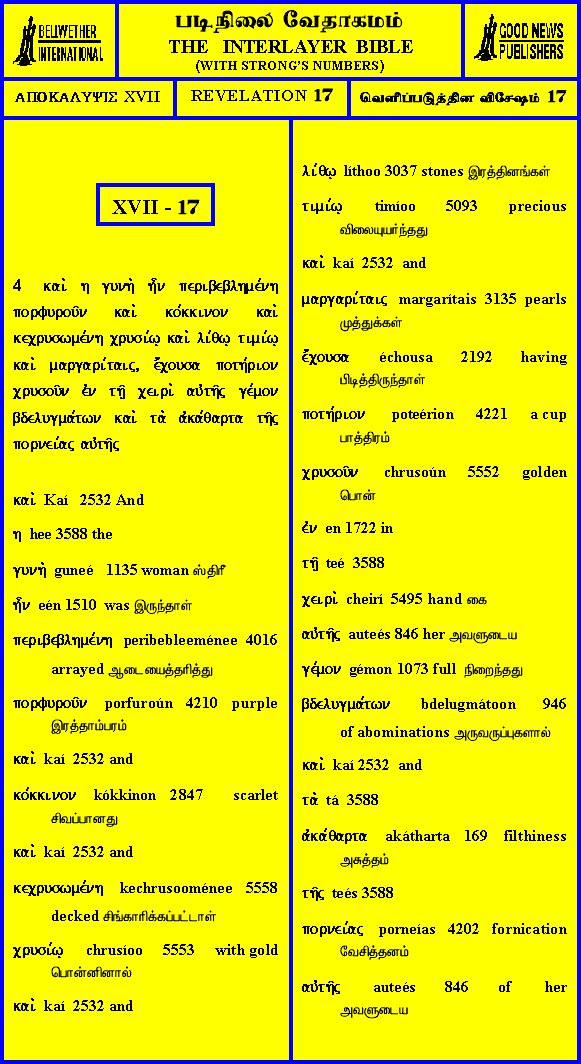 BELLWETHER
INTERNATIONAL
படிநிலை வேதாகமம்
THE INTERLAYER BIBLE
(WITH STRONG'S NUMBERS)
GOOD NEWS
PUBLISHERS
ΑΠΟΚΑΛΥΨΙΣ XVII
REVELATION 17
வெளிப்படுத்தின விசேஷம் 17
XVII - 17
4 καὶ η γυνὴ ἦν περιβεβλημένη
πορφυροῦν καὶ κόκκινον καὶ
κεχρυσωμένη χρυσίῳ καὶ λίθῳ τιμίῳ
καὶ μαργαρίταις, ἔχουσα ποτήριον
χρυσοῦν ἐν τῇ χειρὶ αὐτῆς γέμον
βδελυγμάτων καὶ τὰ ἀκάθαρτα τῆς
πορνείας αὐτῆς
καὶ Kaí 2532 And
η hee 3588 the
γυνὴ guneé 1135 woman ஸ்திரீ
ἦν eén 1510 was இருந்தாள்
περιβεβλημένη peribebleeménee 4016
arrayed ஆடையைத்தரித்து
πορφυροῦν porfuroún 4210 purple
இரத்தாம்பரம்
καὶ kaí 2532 and
κόκκινον kókkinon 2847 scarlet
சிவப்பானது
καὶ kaí 2532 and
κεχρυσωμένη kechrusooménee 5558
decked சிங்காரிக்கப்பட்டாள்
χρυσίῳ chrusíoo 5553 with gold
பொன்னினால்
καὶ kaí 2532 and
λίθῳ líthoo 3037 stones இரத்தினங்கள்
τιμίῳ timíoo 5093 precious
விலையுயர்ந்தது
καὶ kaí 2532 and
μαργαρίταις margarítais 3135 pearls
முத்துக்கள்
ἔχουσα échousa 2192 having
பிடித்திருந்தாள்
ποτήριον poteérion 4221 a cup
பாத்திரம்
χρυσοῦν chrusoún 5552 golden
பொன்
ἐν en 1722 in
τῇ teé 3588
χειρὶ cheirí 5495 hand கை
αὐτῆς auteés 846 her அவளுடைய
γέμον gémon 1073 full நிறைந்தது
βδελυγμάτων bdelugmátoon 946
of abominations அருவருப்புகளால்
καὶ kaí 2532 and
τὰ tá 3588
ἀκάθαρτα akátharta 169 filthiness
அசுத்தம்
τῆς teés 3588
πορνείας porneías 4202 fornication
வேசித்தனம்
αὐτῆς auteés 846 of her
அவளுடைய